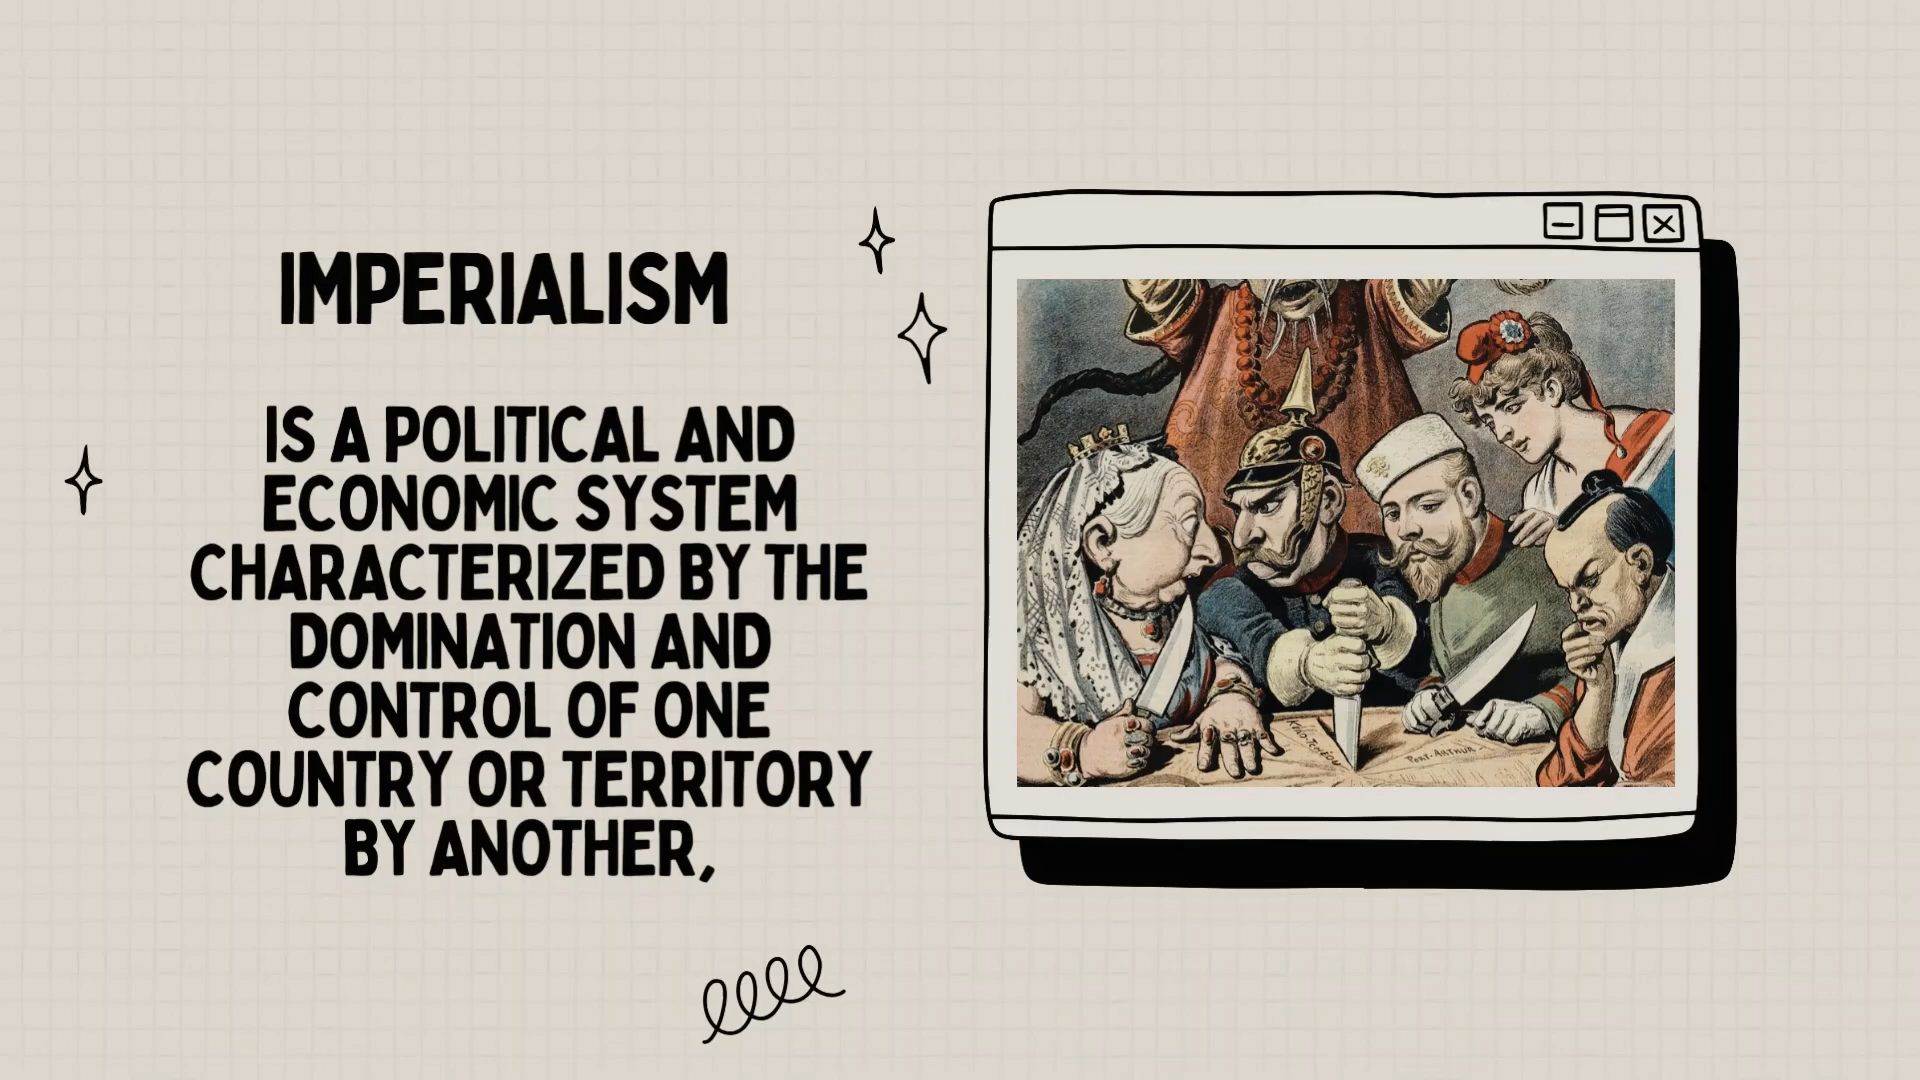 IMPERIALISM
IS A POLITICAL AND
ECONOMIC SYSTEM
CHARACTERIZED BY THE
DOMINATION AND
CONTROL OF ONE
COUNTRY OR TERRITORY
BY ANOTHER,
PORT-ARTHUR